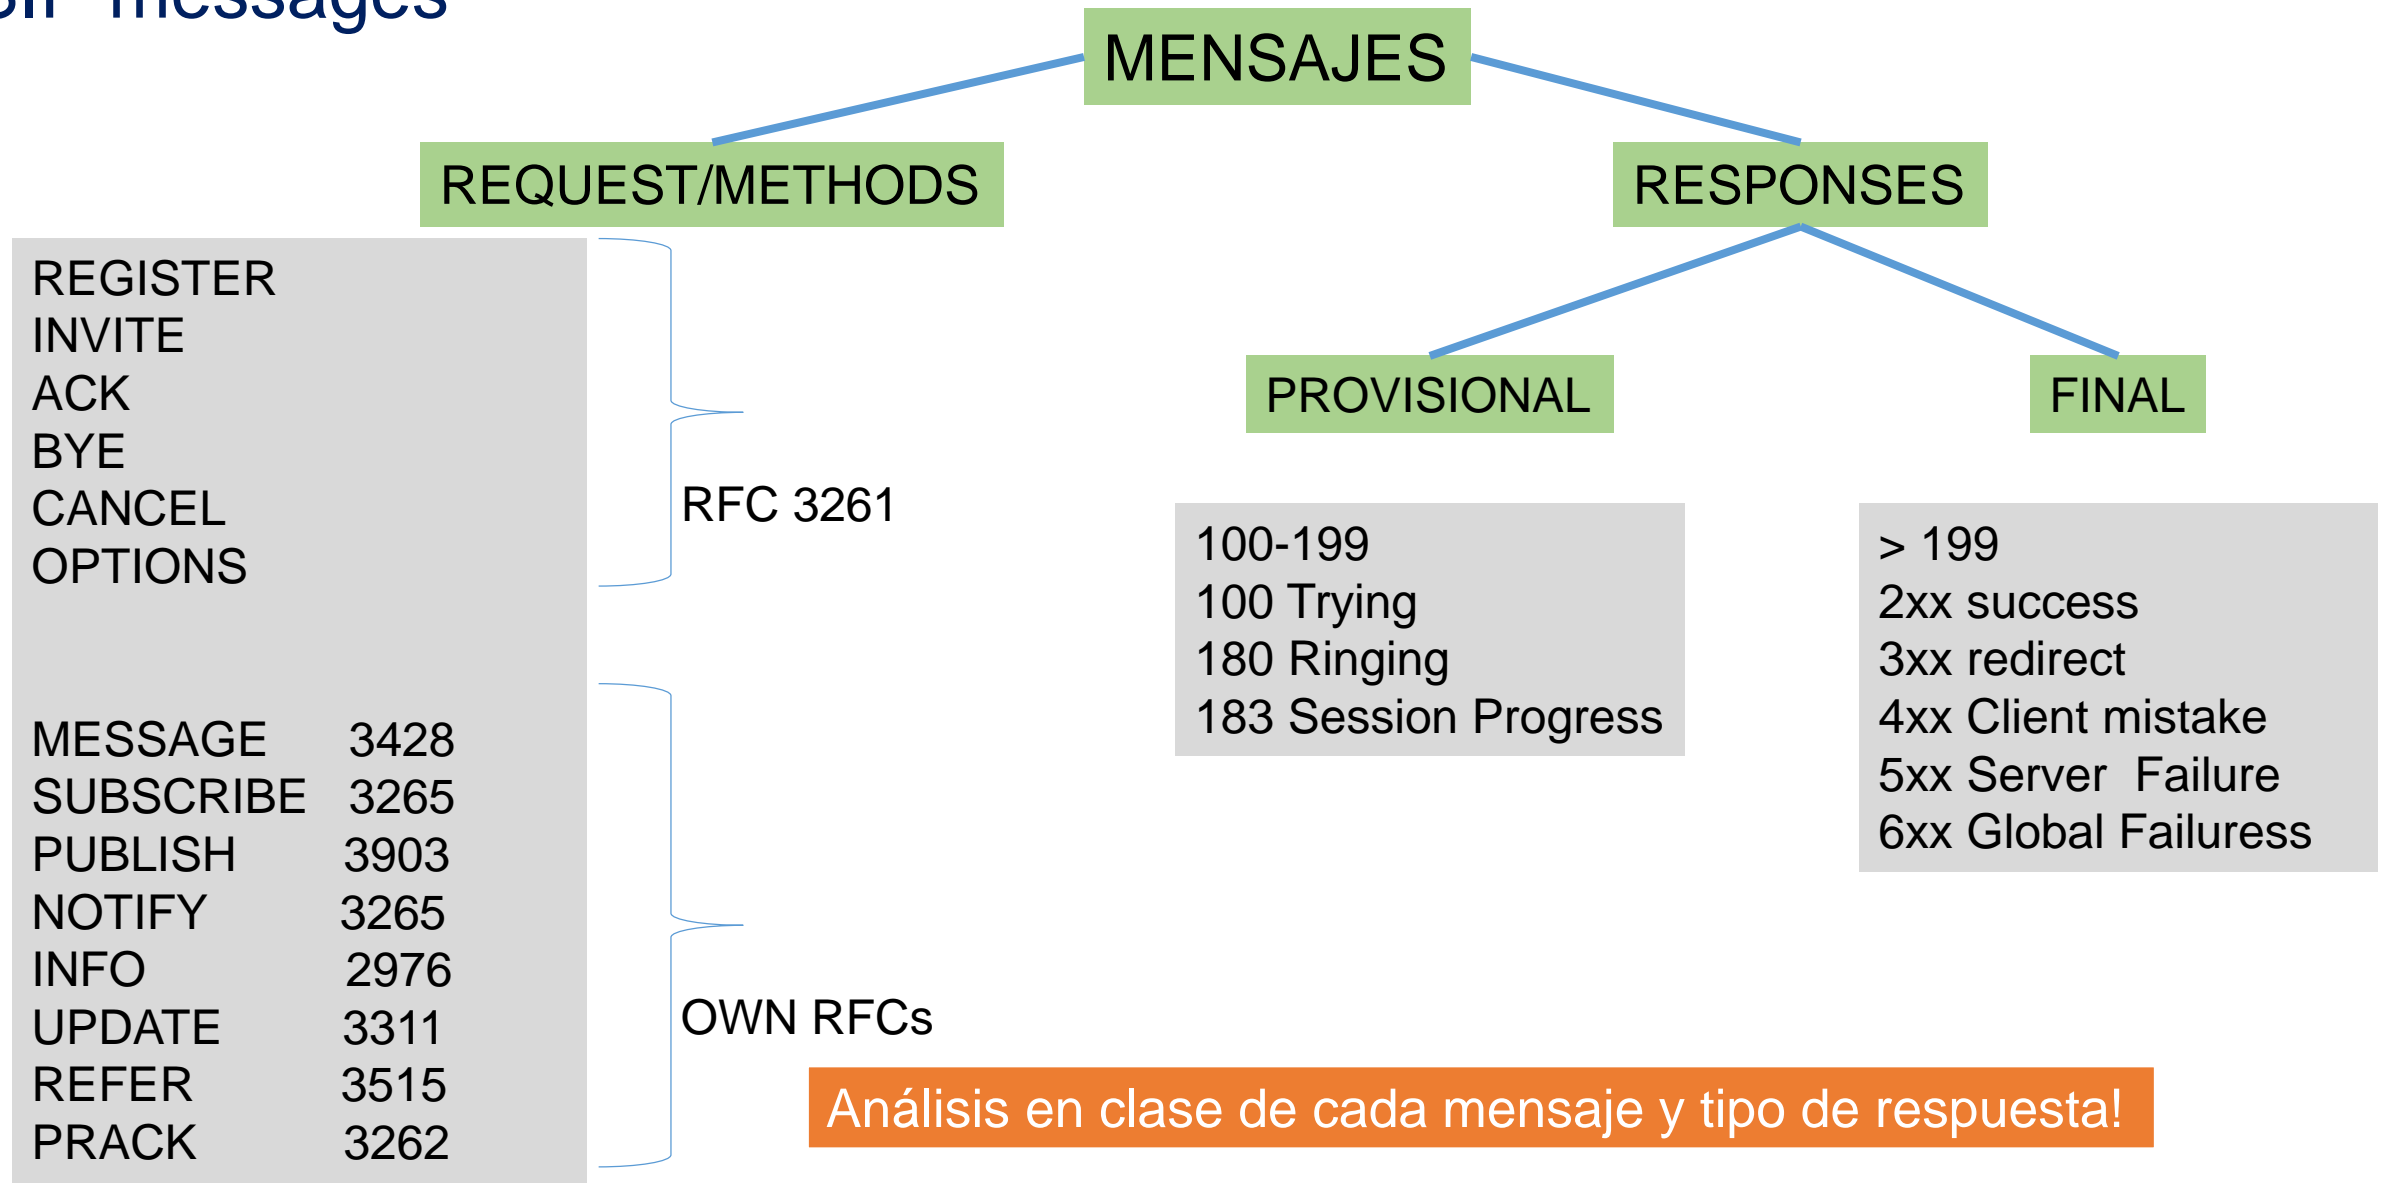 SIP messages
MENSAJES
REQUEST/METHODS
RESPONSES
REGISTER
INVITE
ACK
BYE
CANCEL
OPTIONS
RFC 3261
MESSAGE 3428
SUBSCRIBE 3265
PUBLISH 3903
NOTIFY 3265
INFO 2976
UPDATE 3311
REFER 3515
PRACK 3262
OWN RFCs
PROVISIONAL
100-199
100 Trying
180 Ringing
183 Session Progress
FINAL
> 199
2xx success
3xx redirect
4xx Client mistake
5xx Server Failure
6xx Global Failuress
Análisis en clase de cada mensaje y tipo de respuesta!